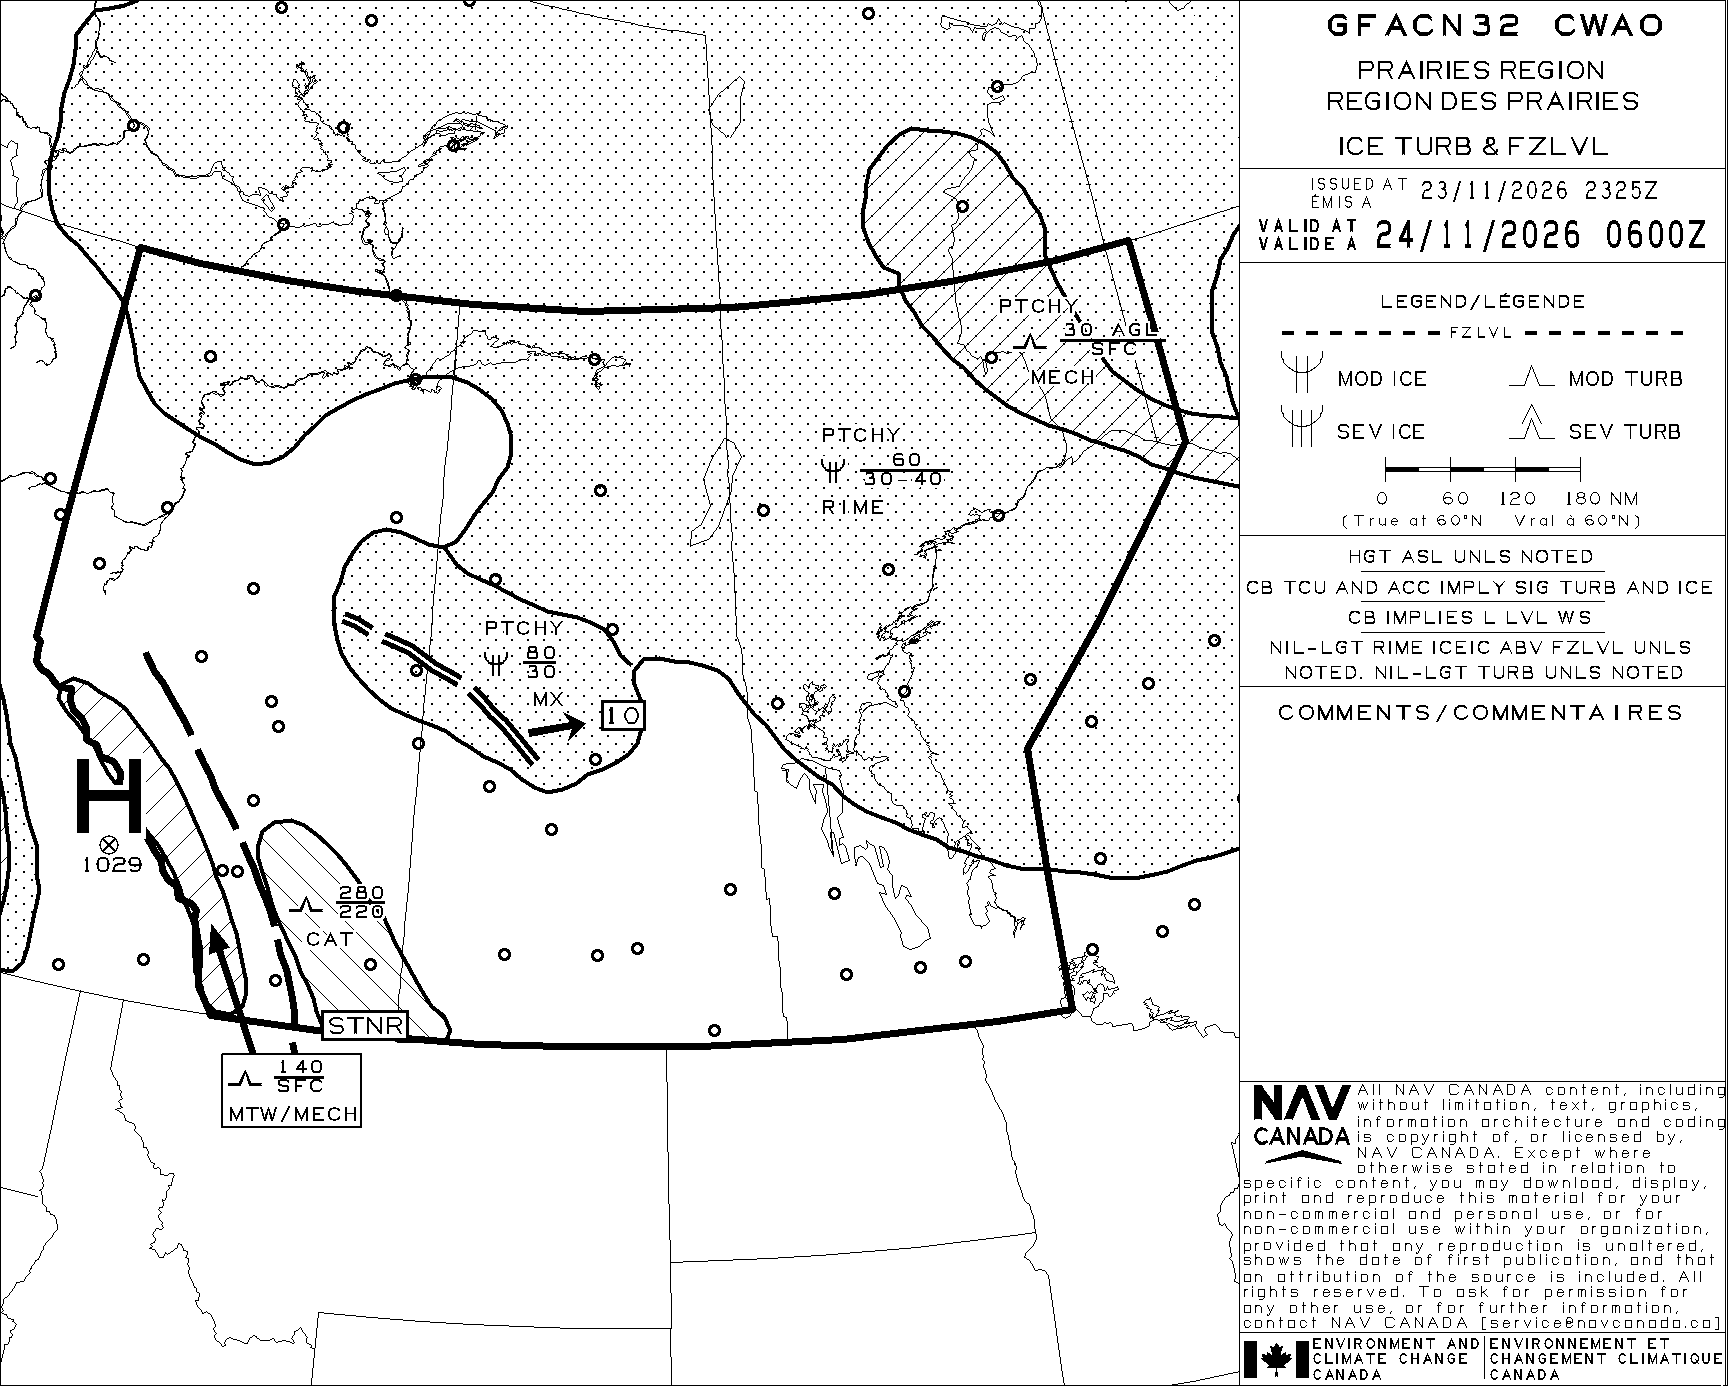 GFACN32 CWAO
PRAIRIES REGION
REGION DES PRAIRIES
ICE TURB & FZLVL
ISSUED AT
ÉMIS A
23/11/2026 2325Z
VALID AT
VALIDE A
24/11/2026 0600Z
LEGEND/LÉGENDE
FZLVL
MOD ICE
MOD TURB
SEV ICE
SEV TURB
0 60 120 180 NM
(True at 60°N Vrai à 60°N)
HGT ASL UNLS NOTED
CB TCU AND ACC IMPLY SIG TURB AND ICE
CB IMPLIES L LVL WS
NIL-LGT RIME ICEIC ABV FZLVL UNLS
NOTED. NIL-LGT TURB UNLS NOTED
COMMENTS/COMMENTAIRES
PTCHY
30 AGL
SFC
MECH
PTCHY
60
30-40
RIME
PTCHY
80
30
MX
10
H
1029
280
220
CAT
STNR
140
SFC
MTW/MECH
NAV
CANADA
All NAV CANADA content, including
without limitation, text, graphics,
information architecture and coding
is copyright of, or licensed by,
NAV CANADA. Except where
otherwise stated in relation to
specific content, you may download, display,
print and reproduce this material for your
non-commercial and personal use, or for
non-commercial use within your organization,
provided that any reproduction is unaltered,
shows the date of first publication, and that
an attribution of the source is included. All
rights reserved. To ask for permission for
any other use, or for further information,
contact NAV CANADA [service@navcanada.ca]
ENVIRONMENT AND
CLIMATE CHANGE
CANADA
ENVIRONNEMENT ET
CHANGEMENT CLIMATIQUE
CANADA